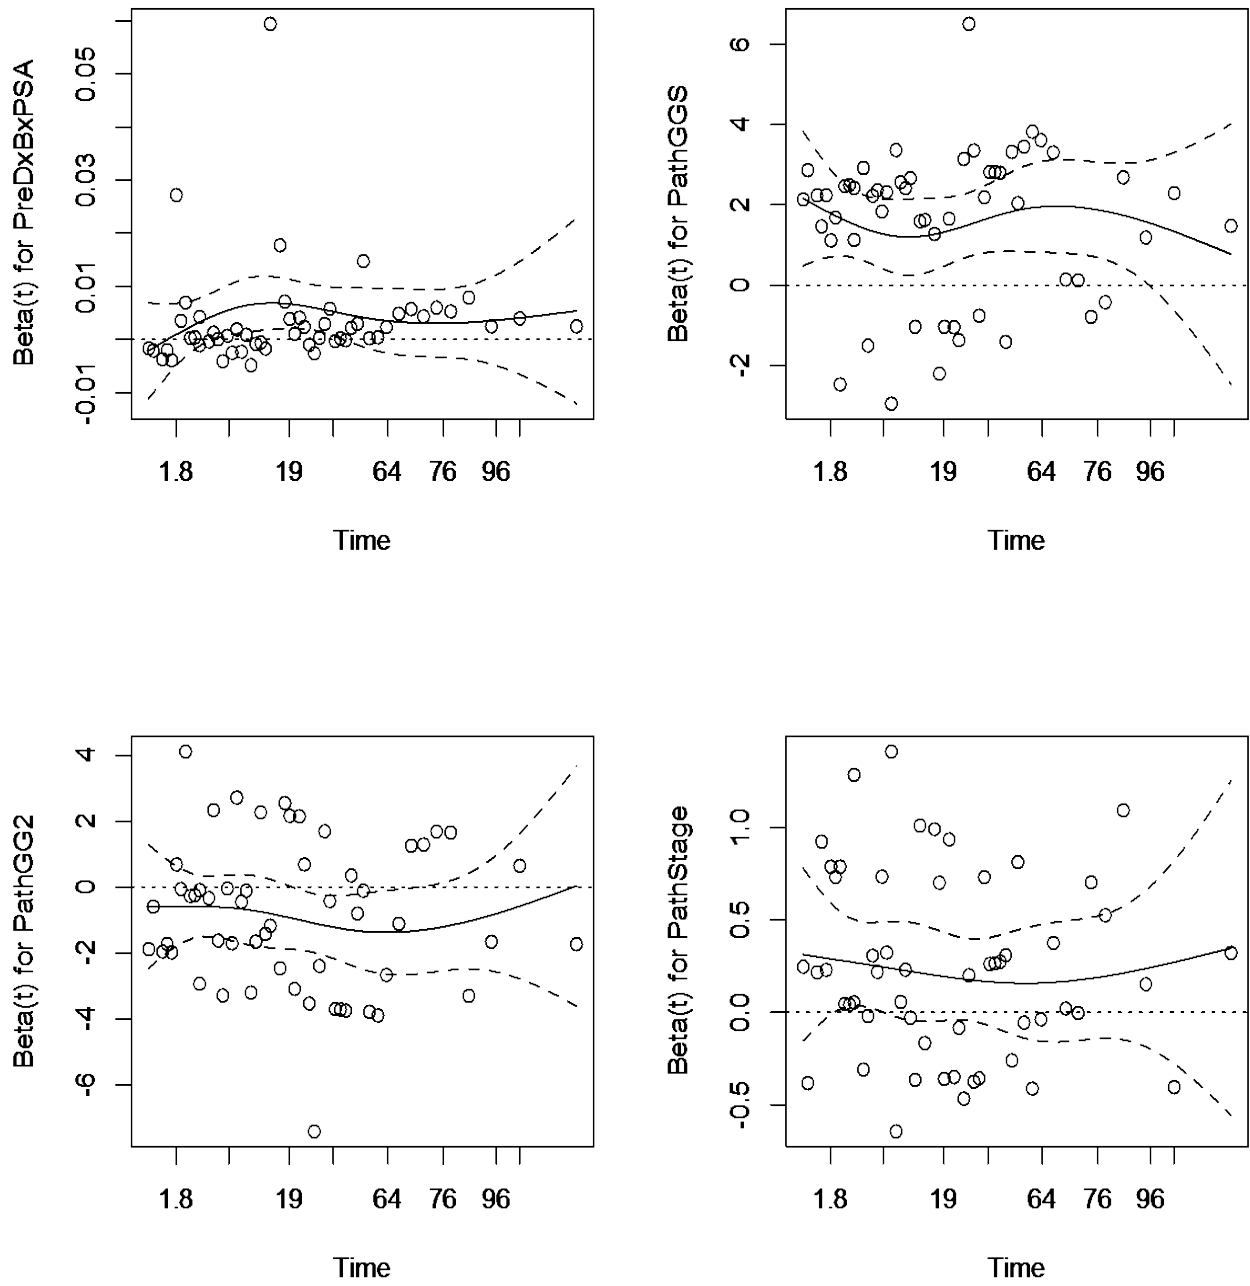 Beta(t) for PreDxBxPSA
0.05
0.03
0.01
-0.01
1.8 19 64 76 96
Time
Beta(t) for PathGGS
6
4
2
0
-2
1.8 19 64 76 96
Time
Beta(t) for PathGG2
4
2
0
-2
-4
-6
1.8 19 64 76 96
Time
Beta(t) for PathStage
1.0
0.5
0.0
-0.5
1.8 19 64 76 96
Time